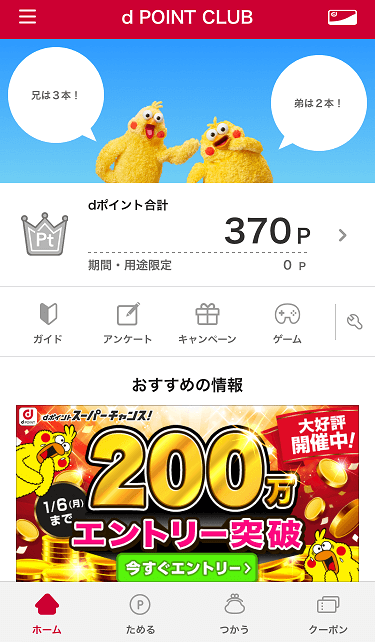 d POINT CLUB
兄は3本！
弟は2本！
Pt
dポイント合計
370 P
期間・用途限定
0 P
ガイド
アンケート
キャンペーン
ゲーム
おすすめの情報
d POINT
dポイントスーパーチャンス！
大好評
開催中！
200万
1/6(月)
まで
エントリー突破
今すぐエントリー
ホーム
P
ためる
つかう
クーポン